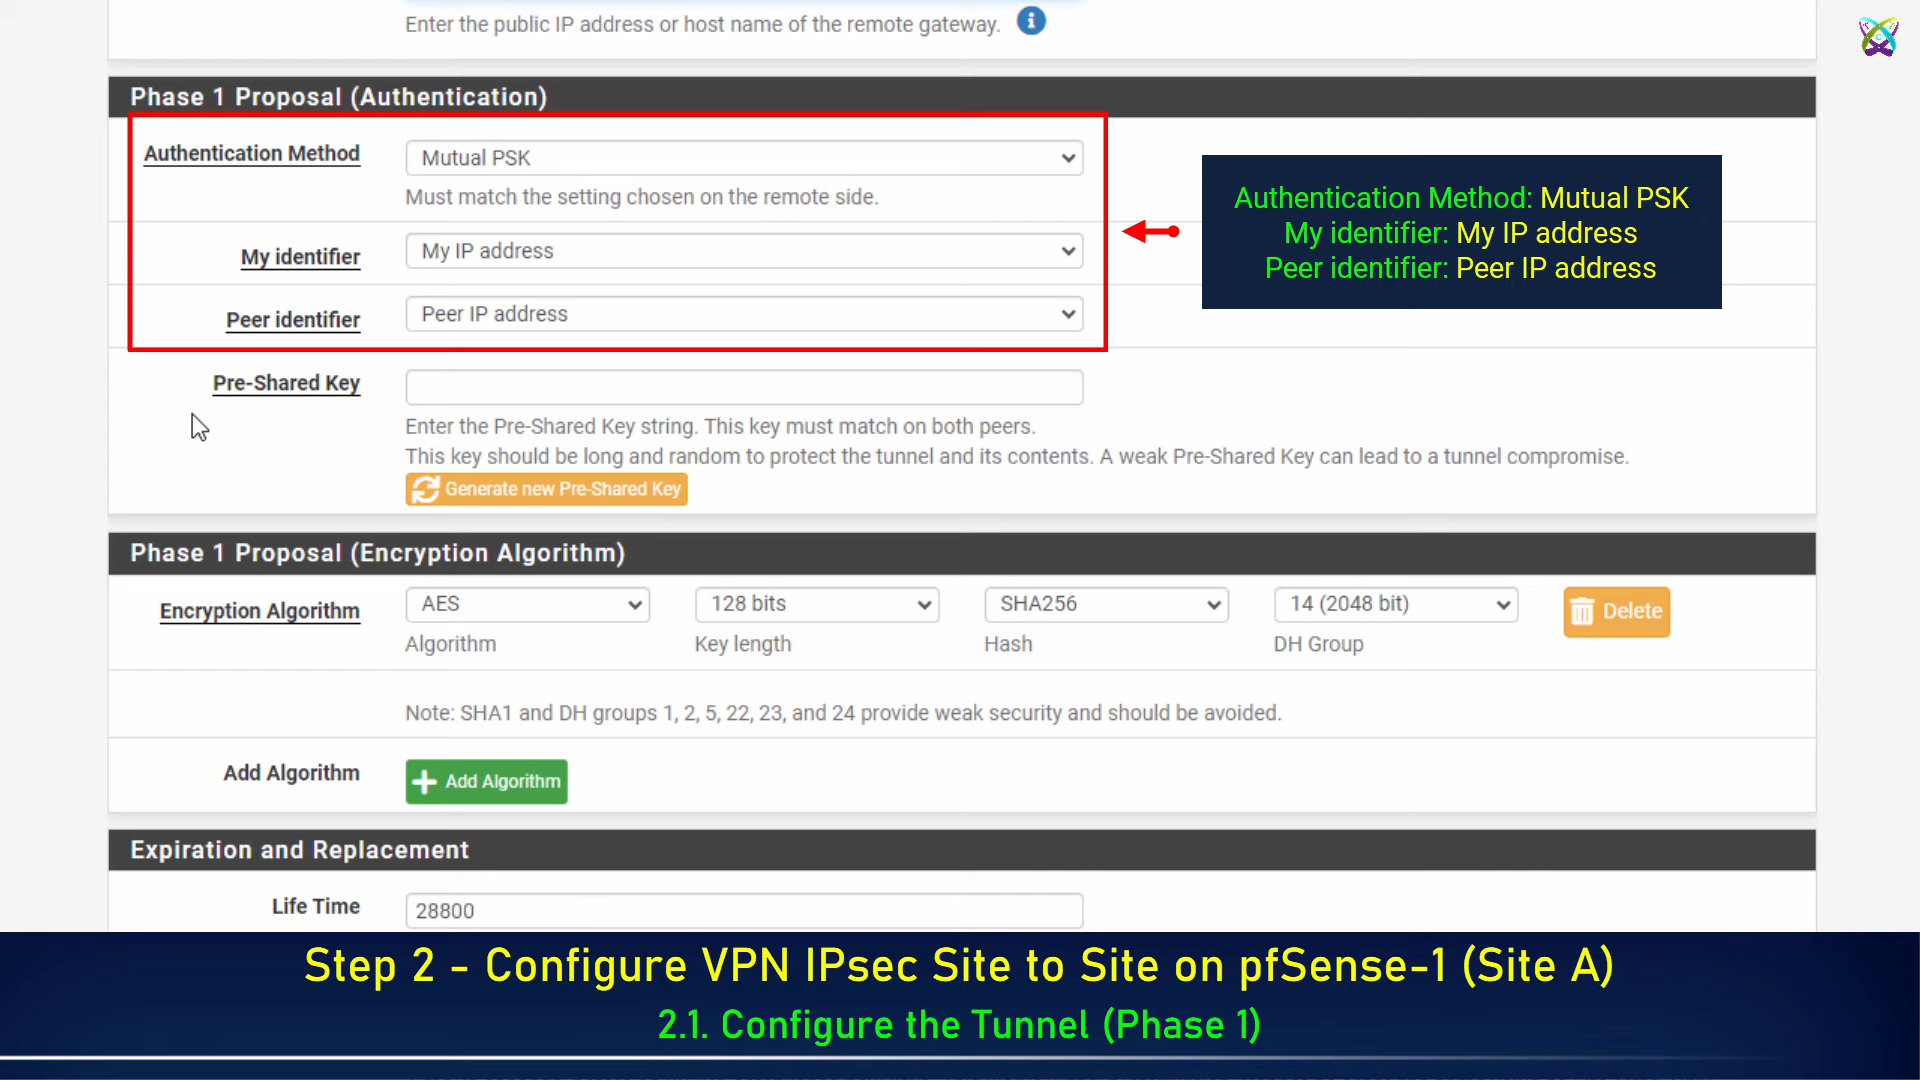 Enter the public IP address or host name of the remote gateway.
Phase 1 Proposal (Authentication)
Authentication Method
Mutual PSK
Must match the setting chosen on the remote side.
My identifier
My IP address
Peer identifier
Peer IP address
Authentication Method: Mutual PSK
My identifier: My IP address
Peer identifier: Peer IP address
Pre-Shared Key
Enter the Pre-Shared Key string. This key must match on both peers.
This key should be long and random to protect the tunnel and its contents. A weak Pre-Shared Key can lead to a tunnel compromise.
Generate new Pre-Shared Key
Phase 1 Proposal (Encryption Algorithm)
Encryption Algorithm
AES 128 bits SHA256 14 (2048 bit) Delete
Algorithm Key length Hash DH Group
Note: SHA1 and DH groups 1, 2, 5, 22, 23, and 24 provide weak security and should be avoided.
Add Algorithm
Add Algorithm
Expiration and Replacement
Life Time
28800
Step 2 - Configure VPN IPsec Site to Site on pfSense-1 (Site A)
2.1. Configure the Tunnel (Phase 1)